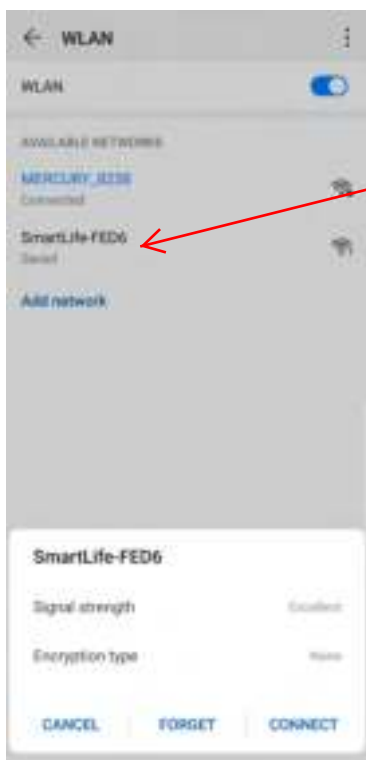 WLAN
WLAN
AVAILABLE NETWORKS
Connected
SmartLife-FED6
Saved
Add network
SmartLife-FED6
Signal strength Excellent
Encryption type None
CANCEL FORGET CONNECT